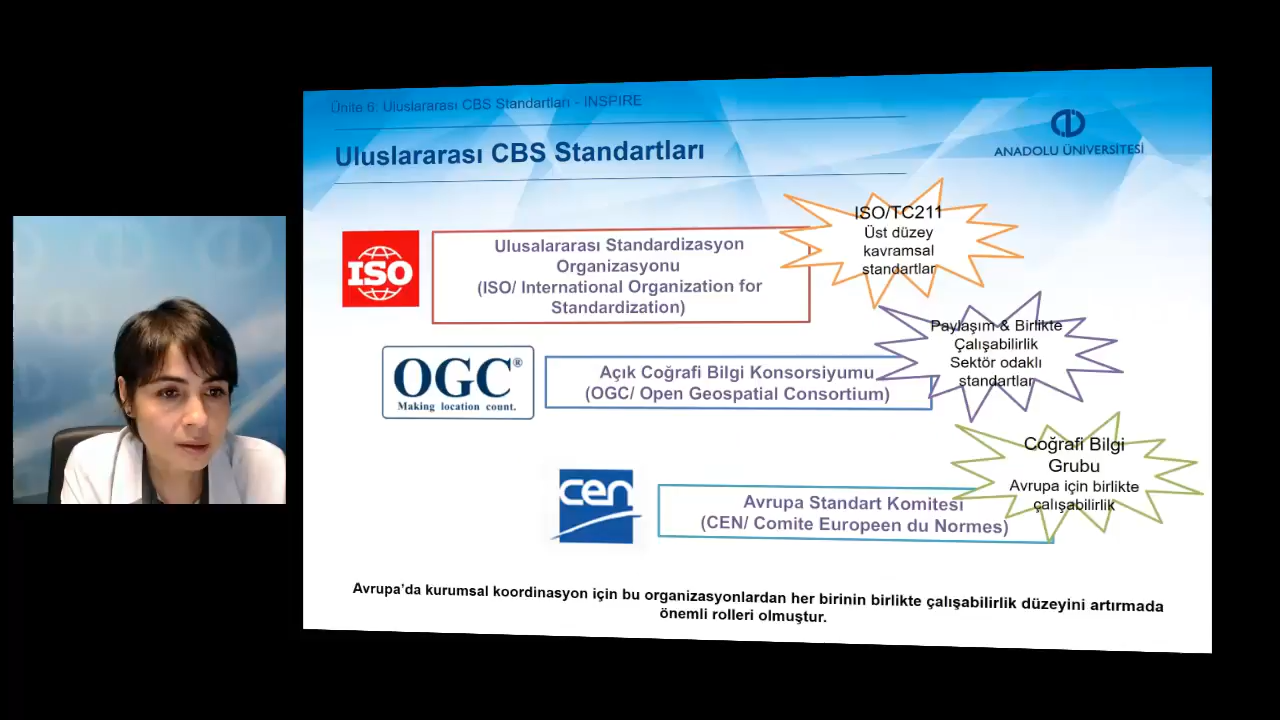 Ünite 6: Uluslararası CBS Standartları - INSPIRE
Uluslararası CBS Standartları
ANADOLU ÜNİVERSİTESİ
ISO
Ulusalararası Standardizasyon
Organizasyonu
(ISO/ International Organization for
Standardization)
ISO/TC211
Üst düzey
kavramsal
standartlar
OGC®
Making location count.
Açık Coğrafi Bilgi Konsorsiyumu
(OGC/ Open Geospatial Consortium)
Paylaşım & Birlikte
Çalışabilirlik
Sektör odaklı
standartlar
cen
Avrupa Standart Komitesi
(CEN/ Comite Europeen du Normes)
Coğrafi Bilgi
Grubu
Avrupa için birlikte
çalışabilirlik
Avrupa'da kurumsal koordinasyon için bu organizasyonlardan her birinin birlikte çalışabilirlik düzeyini artırmada
önemli rolleri olmuştur.